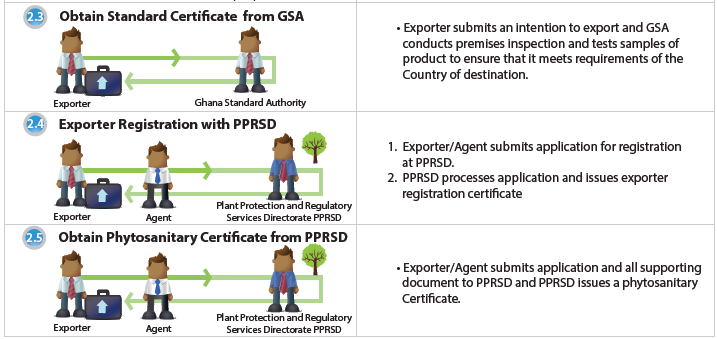 2.3 Obtain Standard Certificate from GSA
Exporter
Ghana Standard Authority
• Exporter submits an intention to export and GSA
conducts premises inspection and tests samples of
product to ensure that it meets requirements of the
Country of destination.
2.4 Exporter Registration with PPRSD
Exporter
Agent
Plant Protection and Regulatory
Services Directorate PPRSD
1. Exporter/Agent submits application for registration
at PPRSD.
2. PPRSD processes application and issues exporter
registration certificate
2.5 Obtain Phytosanitary Certificate from PPRSD
Exporter
Agent
Plant Protection and Regulatory
Services Directorate PPRSD
• Exporter/Agent submits application and all supporting
document to PPRSD and PPRSD issues a phytosanitary
Certificate.